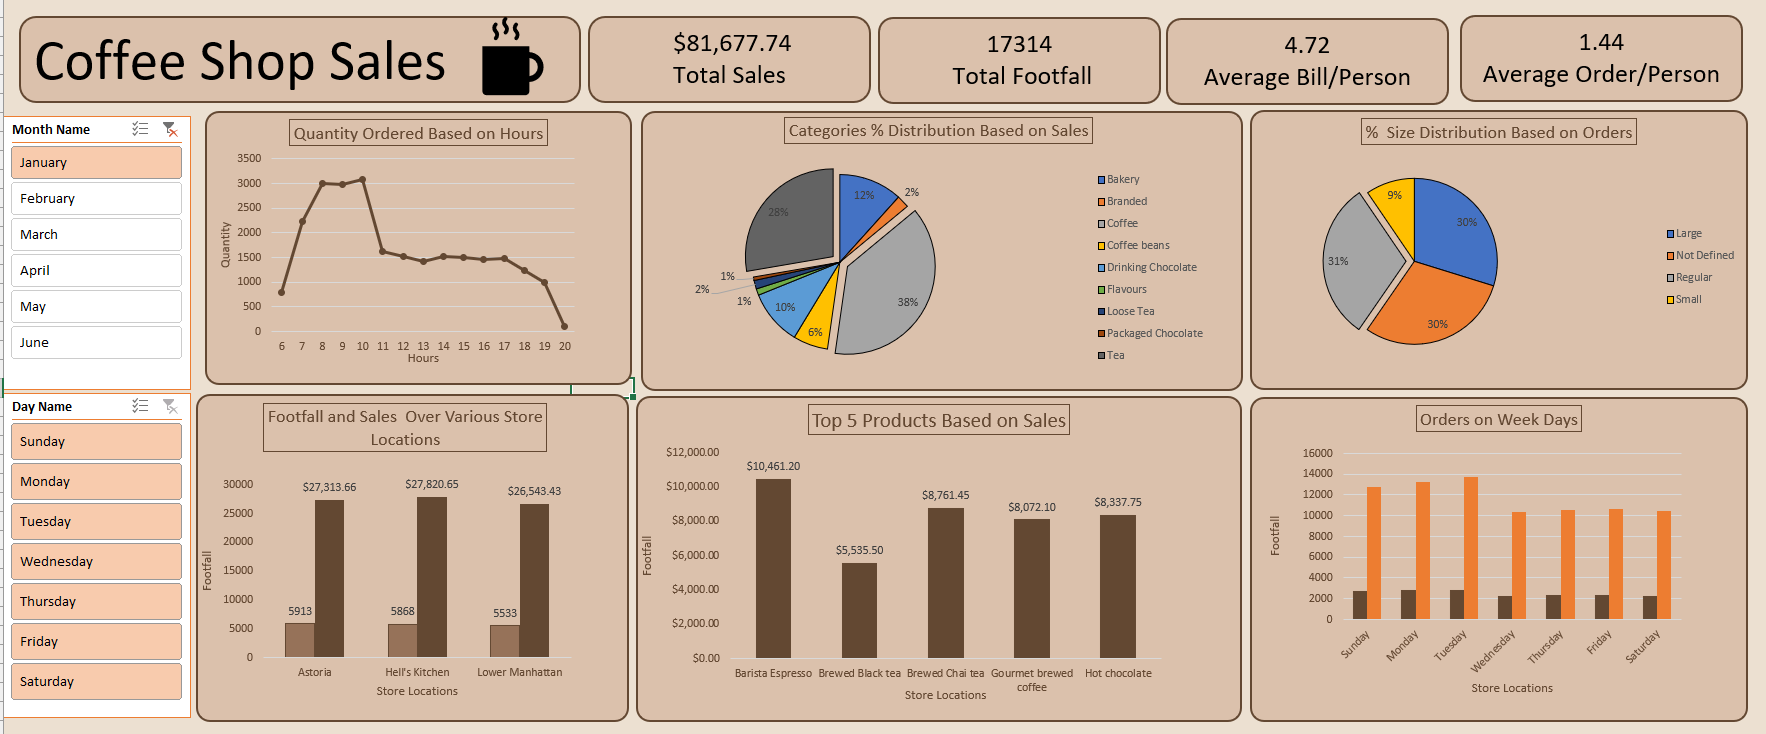 Coffee Shop Sales
$81,677.74
Total Sales
17314
Total Footfall
4.72
Average Bill/Person
1.44
Average Order/Person
Month Name
January
February
March
April
May
June
Day Name
Sunday
Monday
Tuesday
Wednesday
Thursday
Friday
Saturday
Quantity Ordered Based on Hours
3500
3000
2500
2000
1500
1000
500
0
Quantity
6 7 8 9 10 11 12 13 14 15 16 17 18 19 20
Hours
Categories % Distribution Based on Sales
12%
2%
38%
6%
10%
1%
2%
1%
28%
Bakery
Branded
Coffee
Coffee beans
Drinking Chocolate
Flavours
Loose Tea
Packaged Chocolate
Tea
% Size Distribution Based on Orders
30%
30%
31%
9%
Large
Not Defined
Regular
Small
Footfall and Sales Over Various Store
Locations
30000
25000
20000
15000
10000
5000
0
Footfall
$27,313.66
$27,820.65
$26,543.43
5913
5868
5533
Astoria
Hell's Kitchen
Lower Manhattan
Store Locations
Top 5 Products Based on Sales
$12,000.00
$10,000.00
$8,000.00
$6,000.00
$4,000.00
$2,000.00
$0.00
Footfall
$10,461.20
$5,535.50
$8,761.45
$8,072.10
$8,337.75
Barista Espresso
Brewed Black tea
Brewed Chai tea
Gourmet brewed
coffee
Hot chocolate
Store Locations
Orders on Week Days
16000
14000
12000
10000
8000
6000
4000
2000
0
Footfall
Sunday
Monday
Tuesday
Wednesday
Thursday
Friday
Saturday
Store Locations